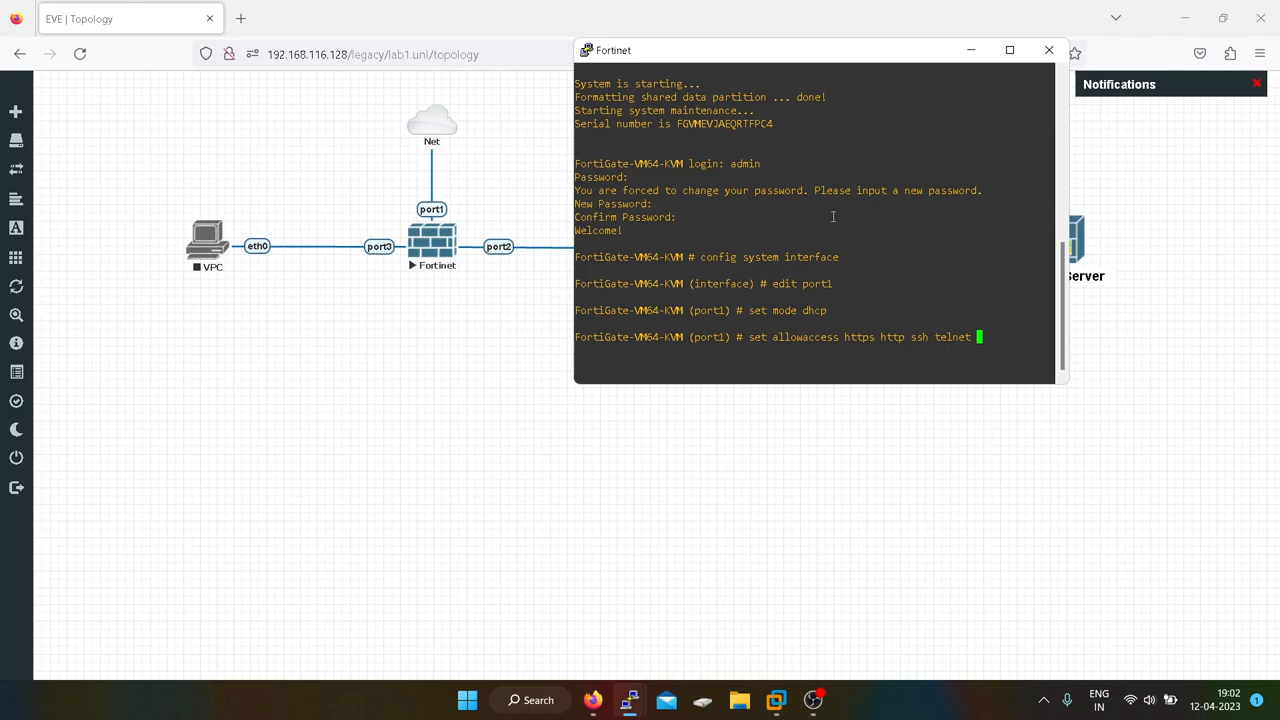 EVE | Topology
192.168.116.128/legacy/lab1.unl/topology
Fortinet
Notifications
System is starting...
Formatting shared data partition ... done!
Starting system maintenance...
Serial number is FGVMEVJAEQRTFPC4
FortiGate-VM64-KVM login: admin
Password:
You are forced to change your password. Please input a new password.
New Password:
Confirm Password:
Welcome!
FortiGate-VM64-KVM # config system interface
FortiGate-VM64-KVM (interface) # edit port1
FortiGate-VM64-KVM (port1) # set mode dhcp
FortiGate-VM64-KVM (port1) # set allowaccess https http ssh telnet
Net
port1
eth0
port3
port2
VPC
Fortinet
Server
Search
ENG
IN
19:02
12-04-2023
1